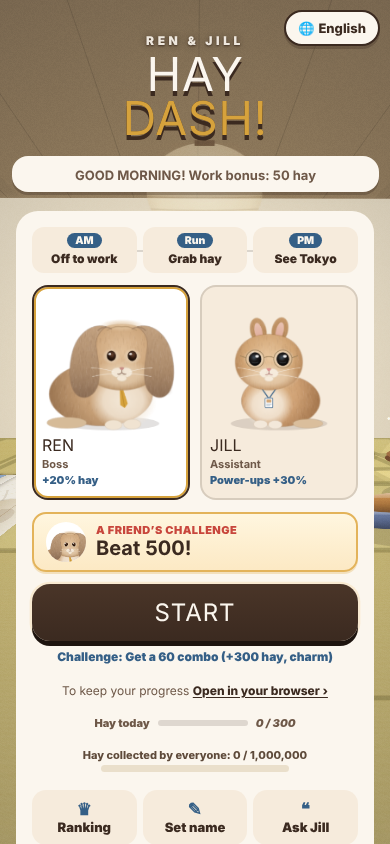 🌐 English
REN & JILL
HAY
DASH!
GOOD MORNING! Work bonus: 50 hay
AM
Off to work
Run
Grab hay
PM
See Tokyo
REN
Boss
+20% hay
JILL
Assistant
Power-ups +30%
A FRIEND'S CHALLENGE
Beat 500!
START
Challenge: Get a 60 combo (+300 hay, charm)
To keep your progress Open in your browser ›
Hay today 0 / 300
Hay collected by everyone: 0 / 1,000,000
♛
Ranking
✎
Set name
❝
Ask Jill